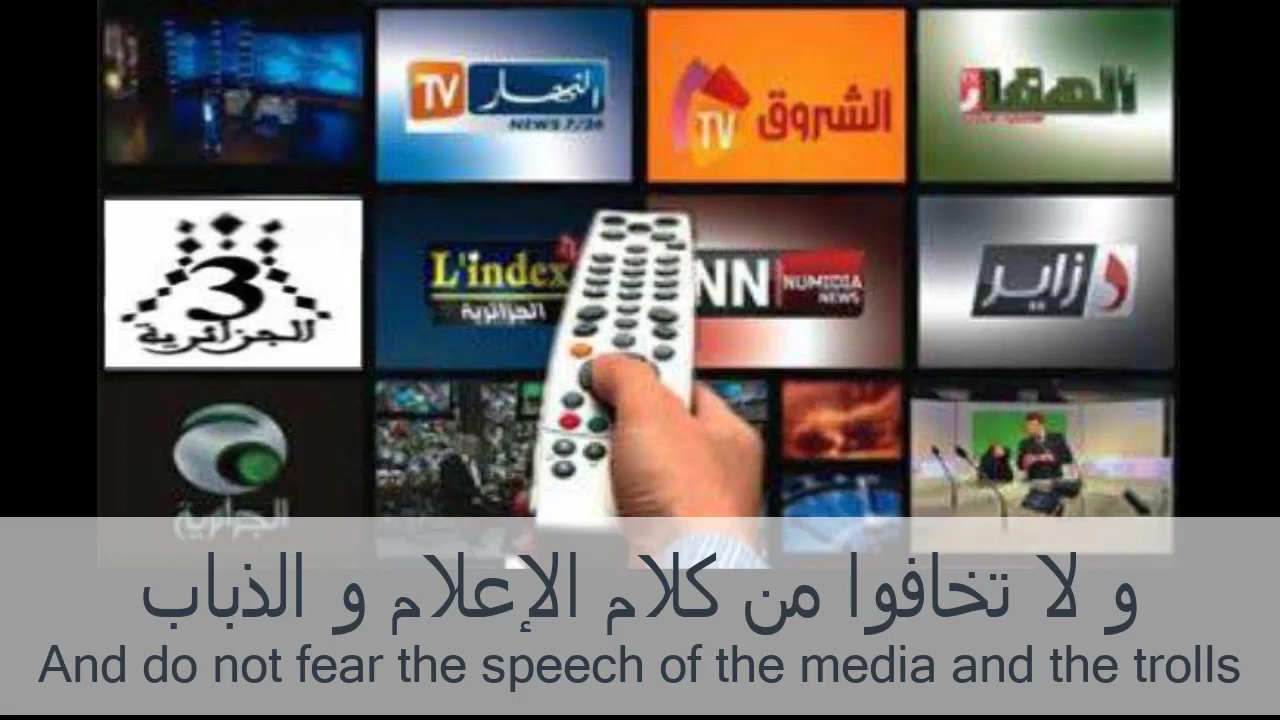 TV النهار
NEWS 7/24
الشروق
TV
الهقار
3
الجزائرية
L'index
الجزائرية
NN NUMIDIA
NEWS
زاير
الجزائرية
و لا تخافوا من كلام الإعلام و الذباب
And do not fear the speech of the media and the trolls